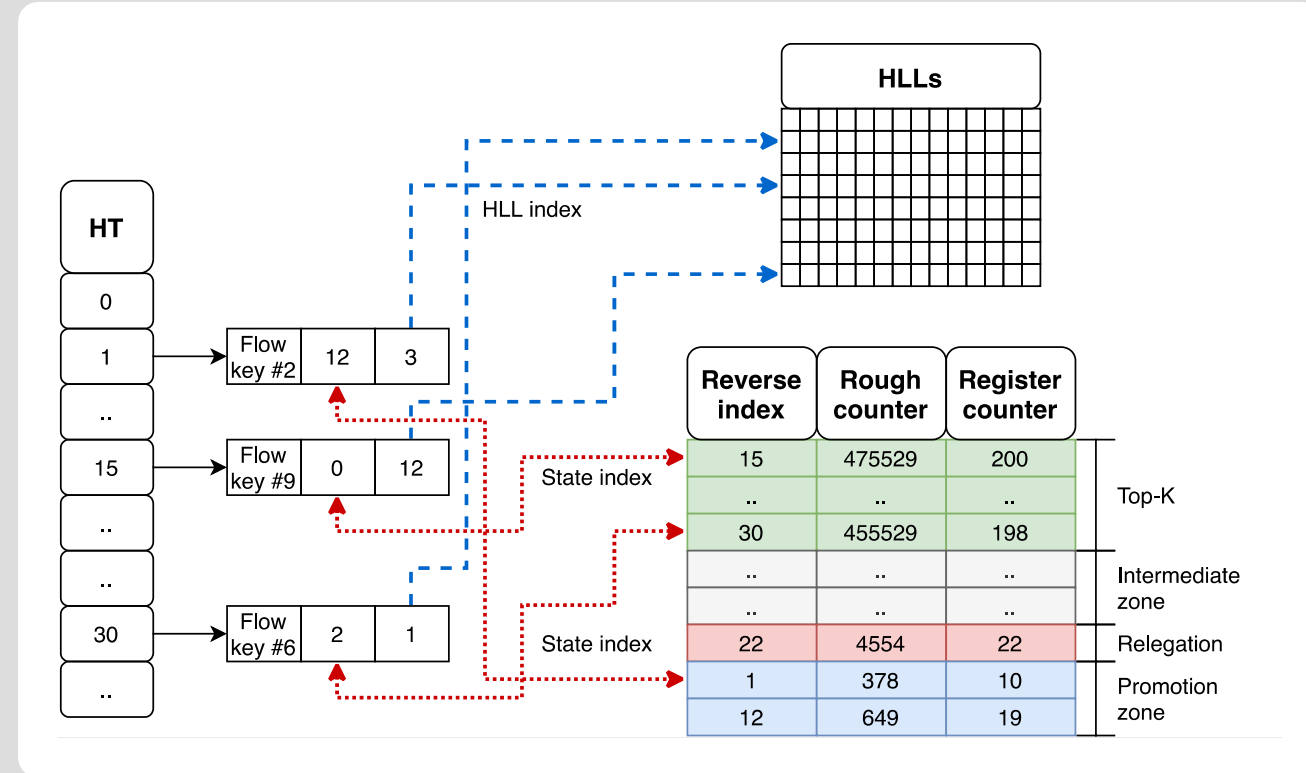 HLLs
HLL index
HT
0
1
..
15
..
..
30
..
Flow
key #2
12
3
Flow
key #9
0
12
Flow
key #6
2
1
State index
State index
Reverse
index
Rough
counter
Register
counter
15 475529 200
.. .. ..
30 455529 198
.. .. ..
.. .. ..
22 4554 22
1 378 10
12 649 19
Top-K
Intermediate
zone
Relegation
Promotion
zone